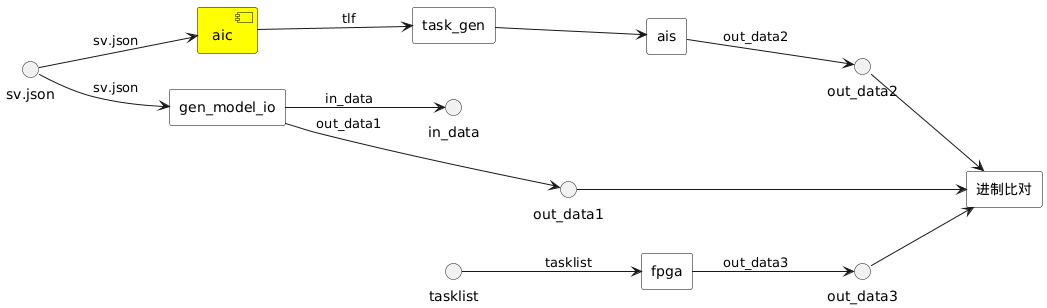 sv.json
sv.json
sv.json
aic
tlf
task_gen
ais
out_data2
out_data2
gen_model_io
in_data
in_data
out_data1
out_data1
进制比对
tasklist
tasklist
fpga
out_data3
out_data3